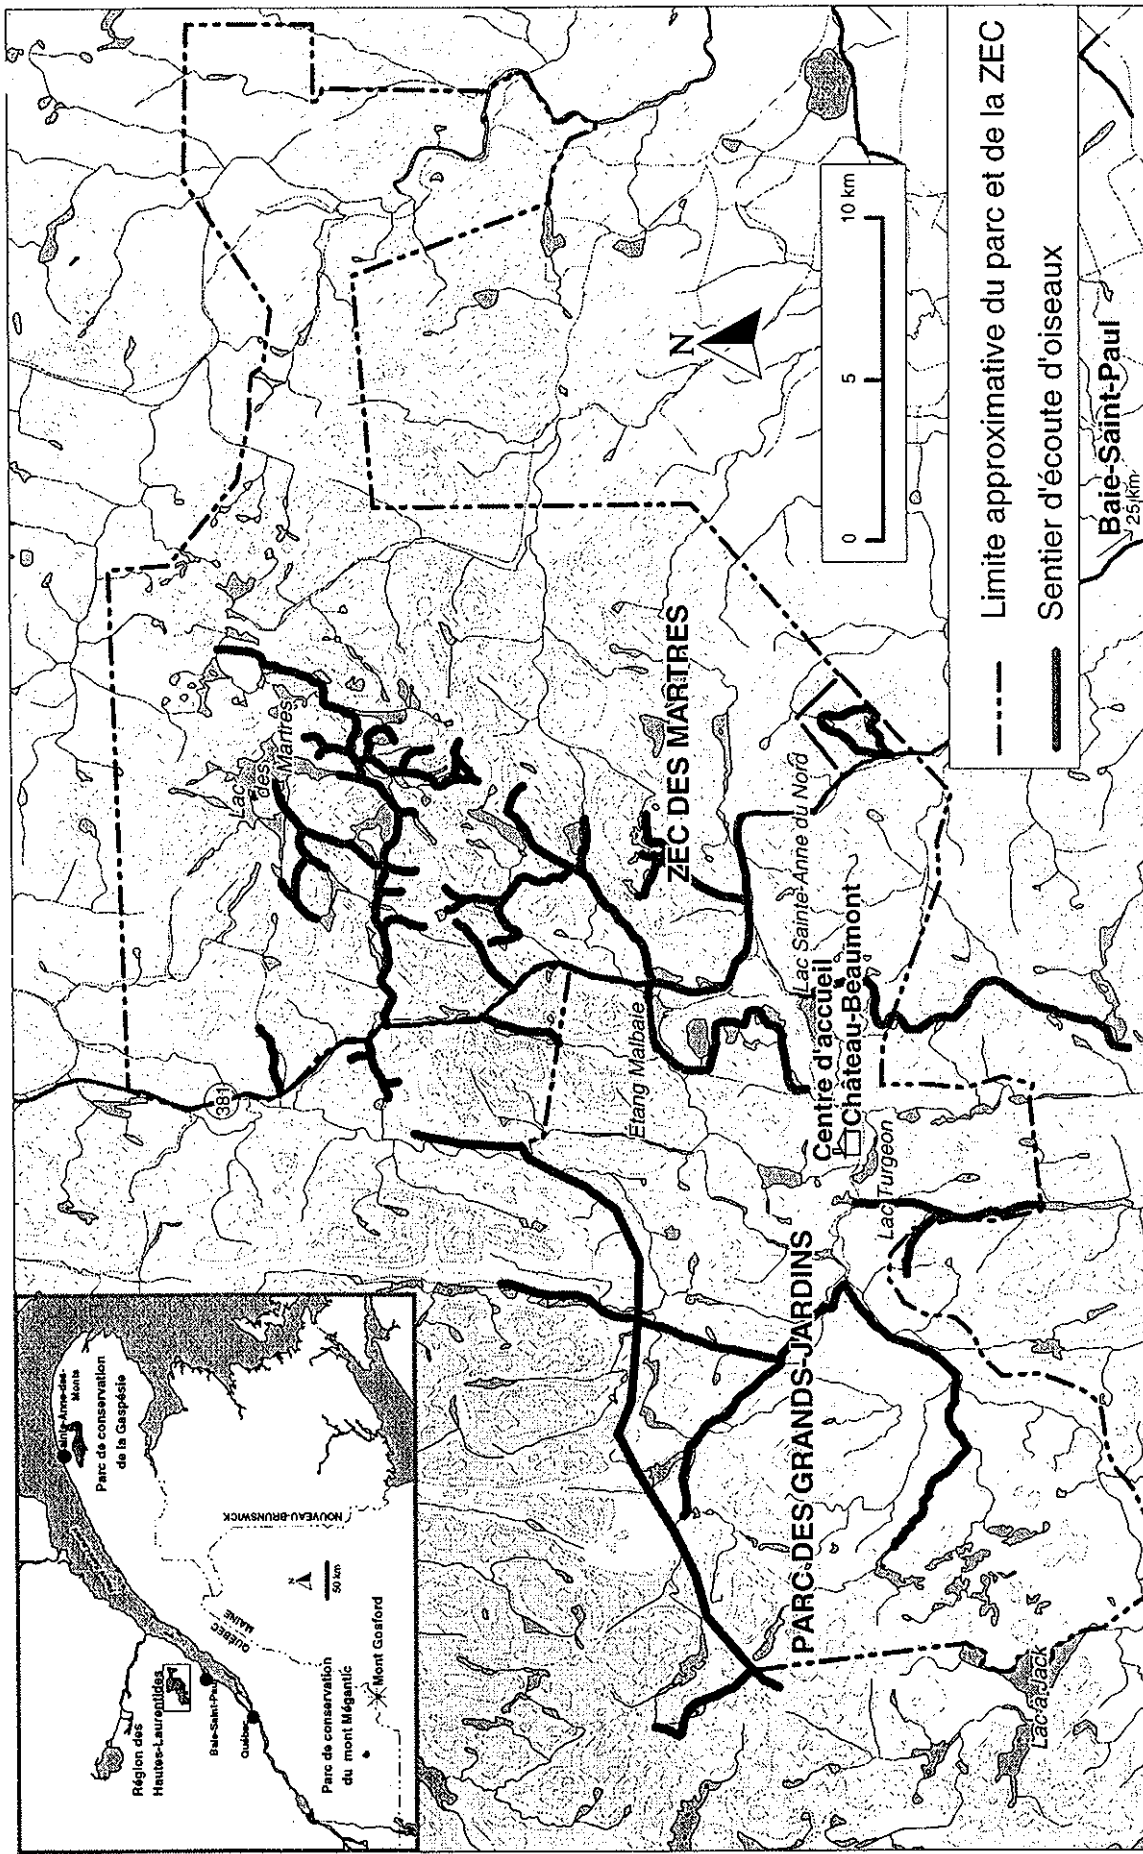 Sainte-Anne-des-
Monts
Parc de conservation
de la Gaspésie
NOUVEAU-BRUNSWICK
QUÉBEC
MAINE
N
50 km
Région des
Hautes-Laurentides
Baie-Saint-Paul
Québec
Parc de conservation
du mont Mégantic
Mont Gosford
381
Lac
des
Martres
Étang Malbaie
ZEC DES MARTRES
Lac Sainte-Anne du Nord
Centre d'accueil
Château-Beaumont
Lac Turgeon
PARC DES GRANDS-JARDINS
Lac à Jack
N
0
5
10 km
Limite approximative du parc et de la ZEC
Sentier d'écoute d'oiseaux
Baie-Saint-Paul
25 km